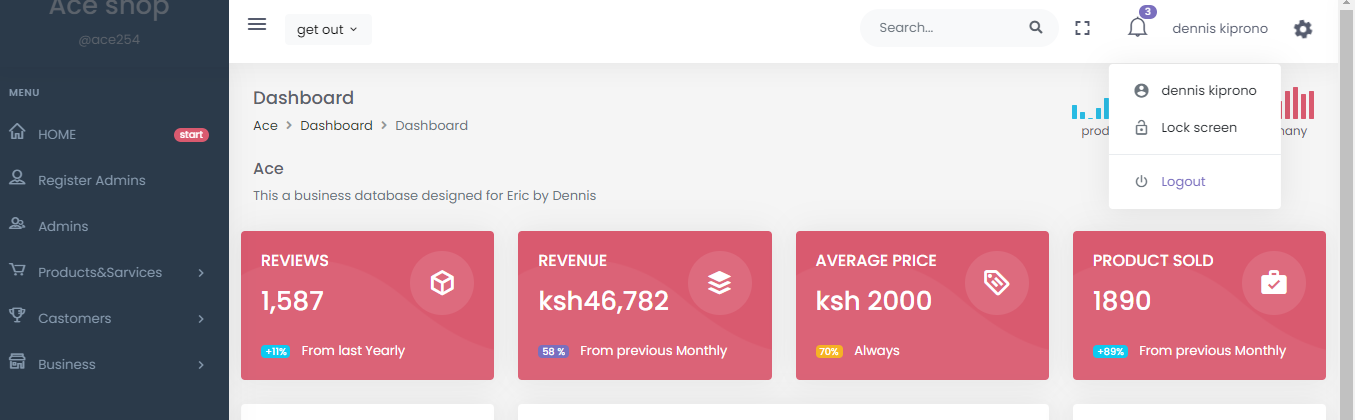 Ace shop
@ace254
MENU
HOME
start
Register Admins
Admins
Products&Sarvices
Castomers
Business
get out
Search...
3
dennis kiprono
dennis kiprono
Lock screen
Logout
Dashboard
Ace > Dashboard > Dashboard
Ace
This a business database designed for Eric by Dennis
REVIEWS
1,587
+11% From last Yearly
REVENUE
ksh46,782
58 % From previous Monthly
AVERAGE PRICE
ksh 2000
70% Always
PRODUCT SOLD
1890
+89% From previous Monthly